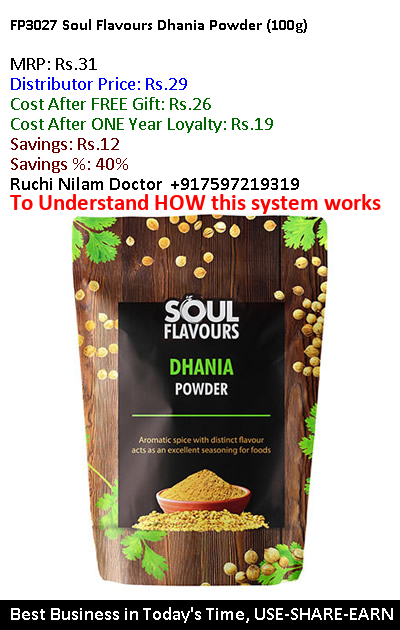 FP3027 Soul Flavours Dhania Powder (100g)
MRP: Rs.31
Distributor Price: Rs.29
Cost After FREE Gift: Rs.26
Cost After ONE Year Loyalty: Rs.19
Savings: Rs.12
Savings %: 40%
Ruchi Nilam Doctor +917597219319
To Understand HOW this system works
SOUL
FLAVOURS
DHANIA
POWDER
Aromatic spice with distinct flavour
acts as an excellent seasoning for foods
Best Business in Today's Time, USE-SHARE-EARN